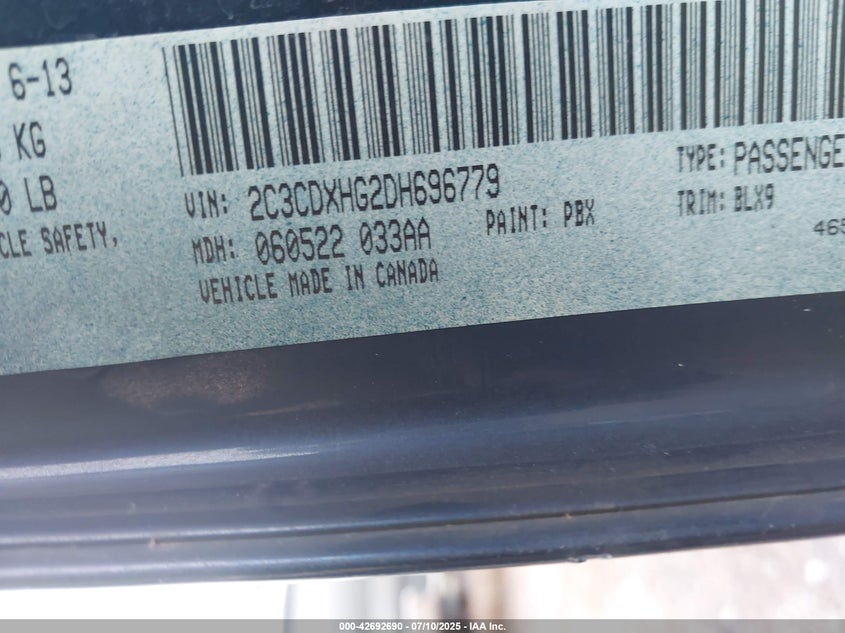 6-13
KG
0 LB
CLE SAFETY,
VIN: 2C3CDXHG2DH696779
TYPE: PASSENGE
MDH: 060522 033AA
PAINT: PBX
TRIM: BLX9
VEHICLE MADE IN CANADA
465
000-42692690 - 07/10/2025 - IAA Inc.